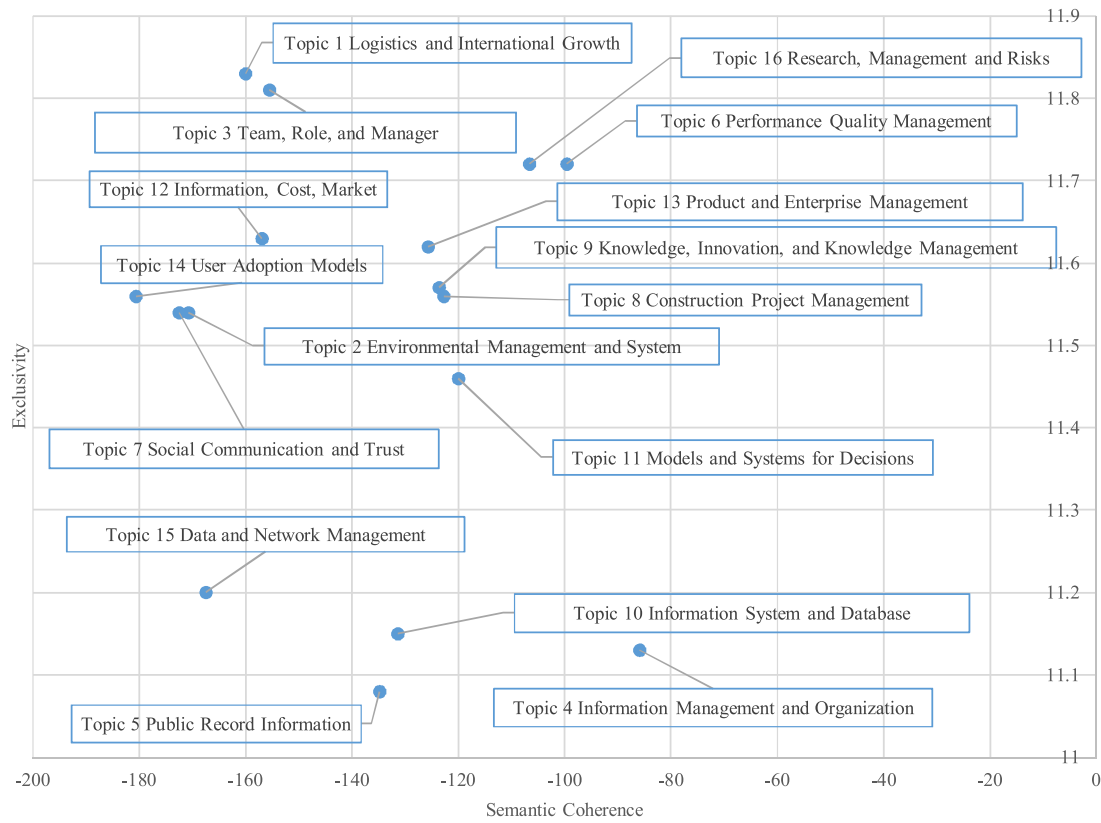 11.9
Topic 1 Logistics and International Growth
Topic 16 Research, Management and Risks
11.8
Topic 3 Team, Role, and Manager
Topic 6 Performance Quality Management
11.7
Topic 12 Information, Cost, Market
Topic 13 Product and Enterprise Management
Topic 9 Knowledge, Innovation, and Knowledge Management
11.6
Topic 14 User Adoption Models
Topic 8 Construction Project Management
11.5
Topic 2 Environmental Management and System
Exclusivity
11.4
Topic 7 Social Communication and Trust
Topic 11 Models and Systems for Decisions
11.3
Topic 15 Data and Network Management
11.2
Topic 10 Information System and Database
11.1
Topic 4 Information Management and Organization
Topic 5 Public Record Information
11
-200 -180 -160 -140 -120 -100 -80 -60 -40 -20 0
Semantic Coherence